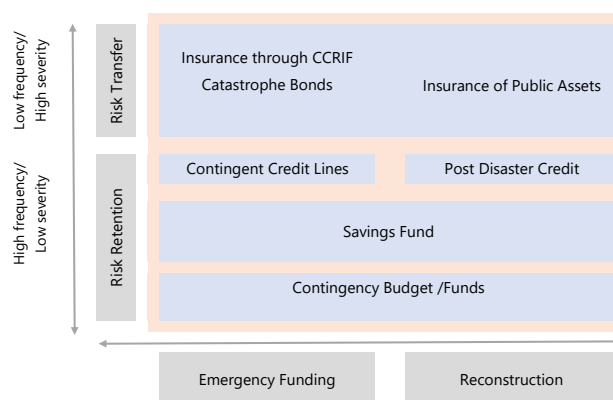 Low frequency/
High severity
Risk Transfer
Insurance through CCRIF
Catastrophe Bonds
Insurance of Public Assets
High frequency/
Low severity
Risk Retention
Contingent Credit Lines
Post Disaster Credit
Savings Fund
Contingency Budget /Funds
Emergency Funding
Reconstruction